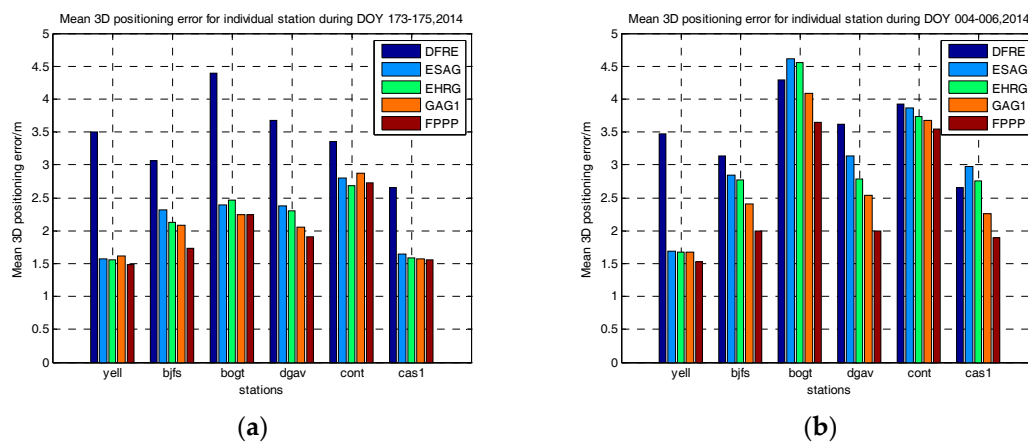 Mean 3D positioning error for individual station during DOY 173-175,2014
Mean 3D positioning error/m
5
4.5
4
3.5
3
2.5
2
1.5
1
0.5
0
DFRE
ESAG
EHRG
GAG1
FPPP
yell bjfs bogt dgav cont cas1
stations
(a)
Mean 3D positioning error for individual station during DOY 004-006,2014
Mean 3D positioning error/m
5
4.5
4
3.5
3
2.5
2
1.5
1
0.5
0
DFRE
ESAG
EHRG
GAG1
FPPP
yell bjfs bogt dgav cont cas1
stations
(b)